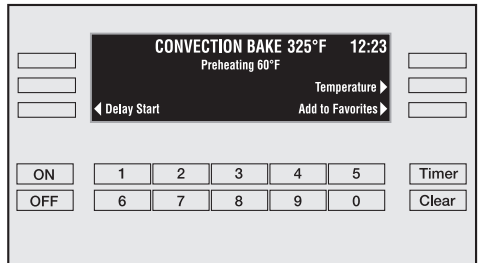 CONVECTION BAKE 325°F 12:23
Preheating 60°F
Temperature
Delay Start Add to Favorites
ON 1 2 3 4 5 Timer
OFF 6 7 8 9 0 Clear